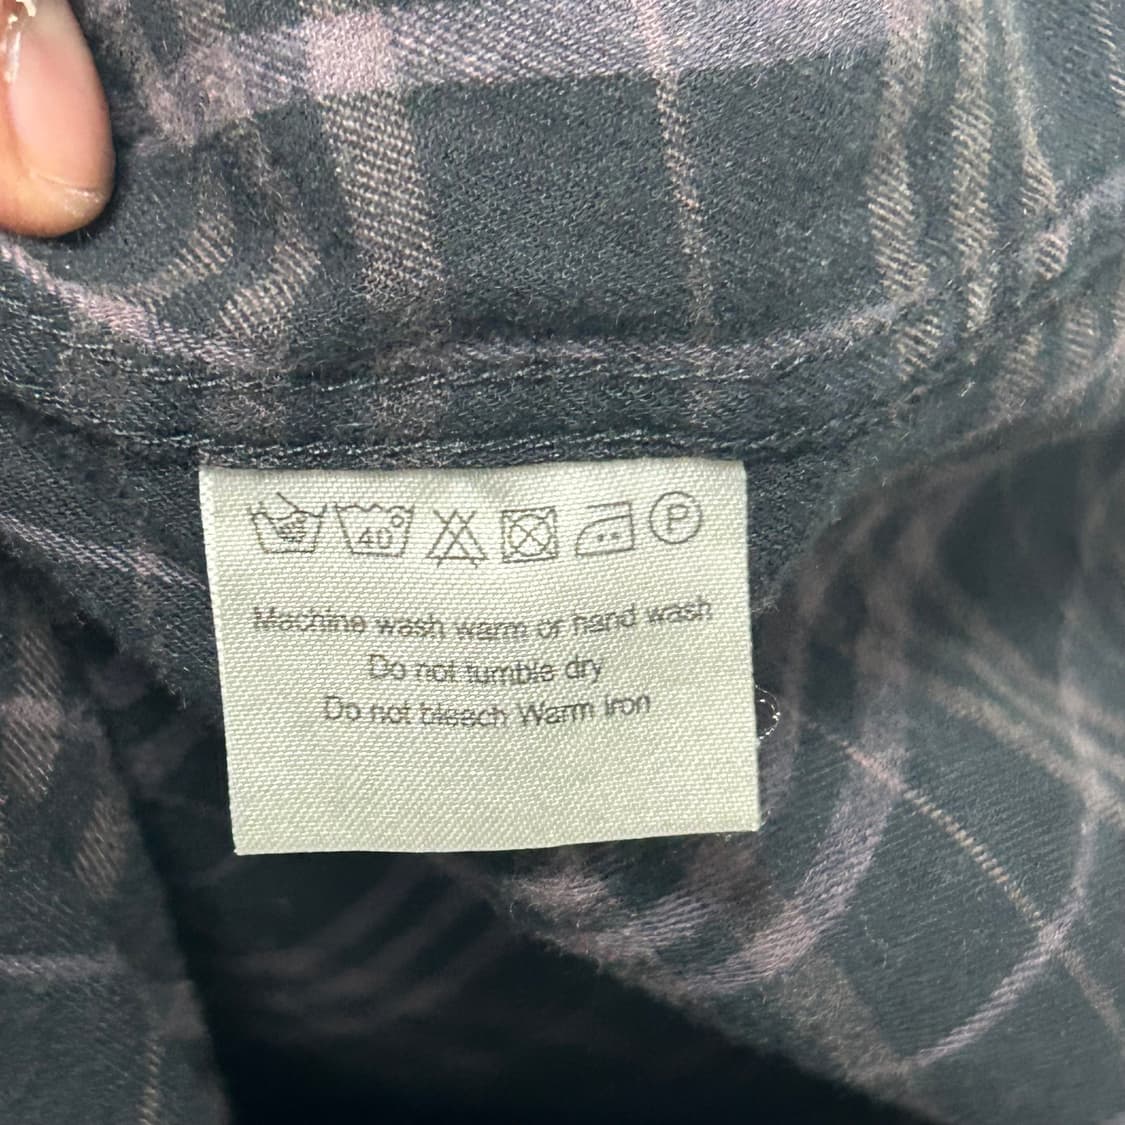 40°
P
Machine wash warm or hand wash
Do not tumble dry
Do not bleach Warm iron